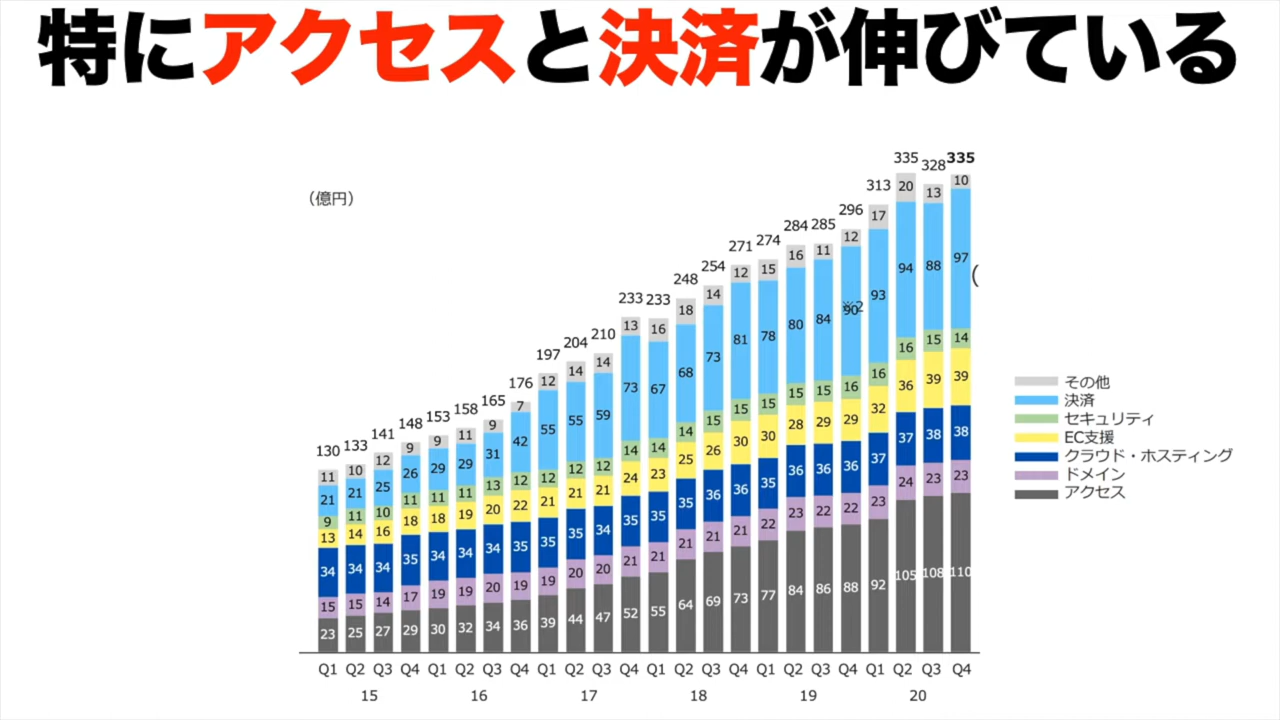 特にアクセスと決済が伸びている
（億円）
130 133 141 148 153 158 165 176 197 204 210 233 233 248 254 271 274 284 285 296 313 335 328 335
11 10 12 9 9 11 9 7 12 14 14 13 16 18 14 12 15 16 11 12 17 20 13 10
21 21 25 26 29 29 31 42 55 55 59 73 67 68 73 81 78 80 84 90 93 94 88 97
※2
(
9 11 10 11 11 11 13 12 12 12 12 14 14 14 15 15 15 15 15 16 16 16 15 14
13 14 16 18 18 19 20 22 21 21 21 24 23 25 26 30 30 28 29 29 32 36 39 39
34 34 34 35 34 34 34 35 35 35 34 35 35 35 36 36 35 36 36 36 37 37 38 38
15 15 14 17 19 19 20 19 19 20 20 21 21 21 21 21 22 23 22 22 23 24 23 23
23 25 27 29 30 32 34 36 39 44 47 52 55 64 69 73 77 84 86 88 92 105 108 110
Q1 Q2 Q3 Q4 Q1 Q2 Q3 Q4 Q1 Q2 Q3 Q4 Q1 Q2 Q3 Q4 Q1 Q2 Q3 Q4 Q1 Q2 Q3 Q4
15 16 17 18 19 20
その他
決済
セキュリティ
EC支援
クラウド・ホスティング
ドメイン
アクセス